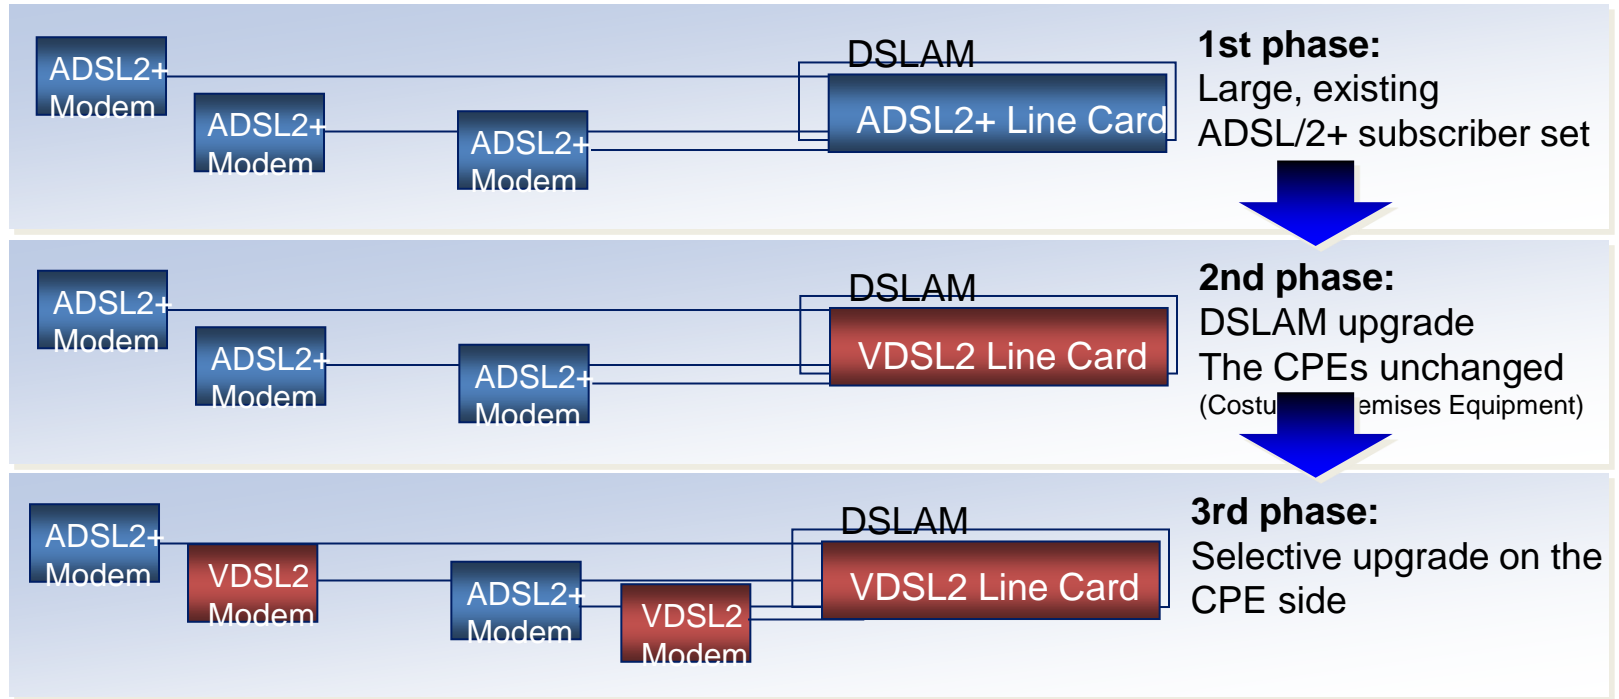 ADSL2+
Modem
ADSL2+
Modem
ADSL2+
Modem
DSLAM
ADSL2+ Line Card
1st phase:
Large, existing
ADSL/2+ subscriber set
ADSL2+
Modem
ADSL2+
Modem
ADSL2+
Modem
DSLAM
VDSL2 Line Card
2nd phase:
DSLAM upgrade
The CPEs unchanged
Equipment)
ADSL2+
Modem
VDSL2
Modem
ADSL2+
Modem
VDSL2
Modem
DSLAM
VDSL2 Line Card
3rd phase:
Selective upgrade on the
CPE side